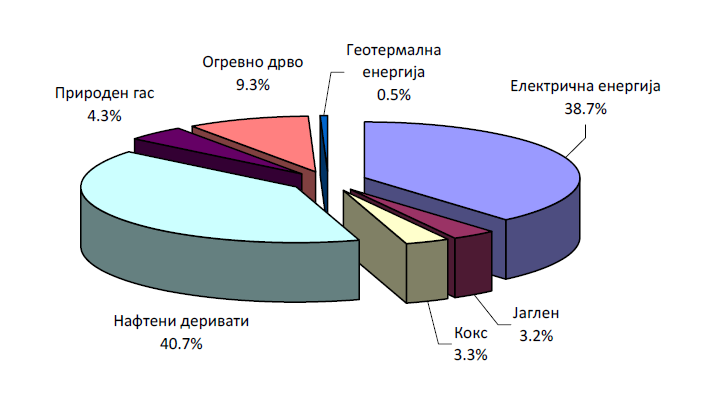 Геотермална
енергија
0.5%
Огревно дрво
9.3%
Природен гас
4.3%
Електрична енергија
38.7%
Нафтени деривати
40.7%
Кокс
3.3%
Јаглен
3.2%